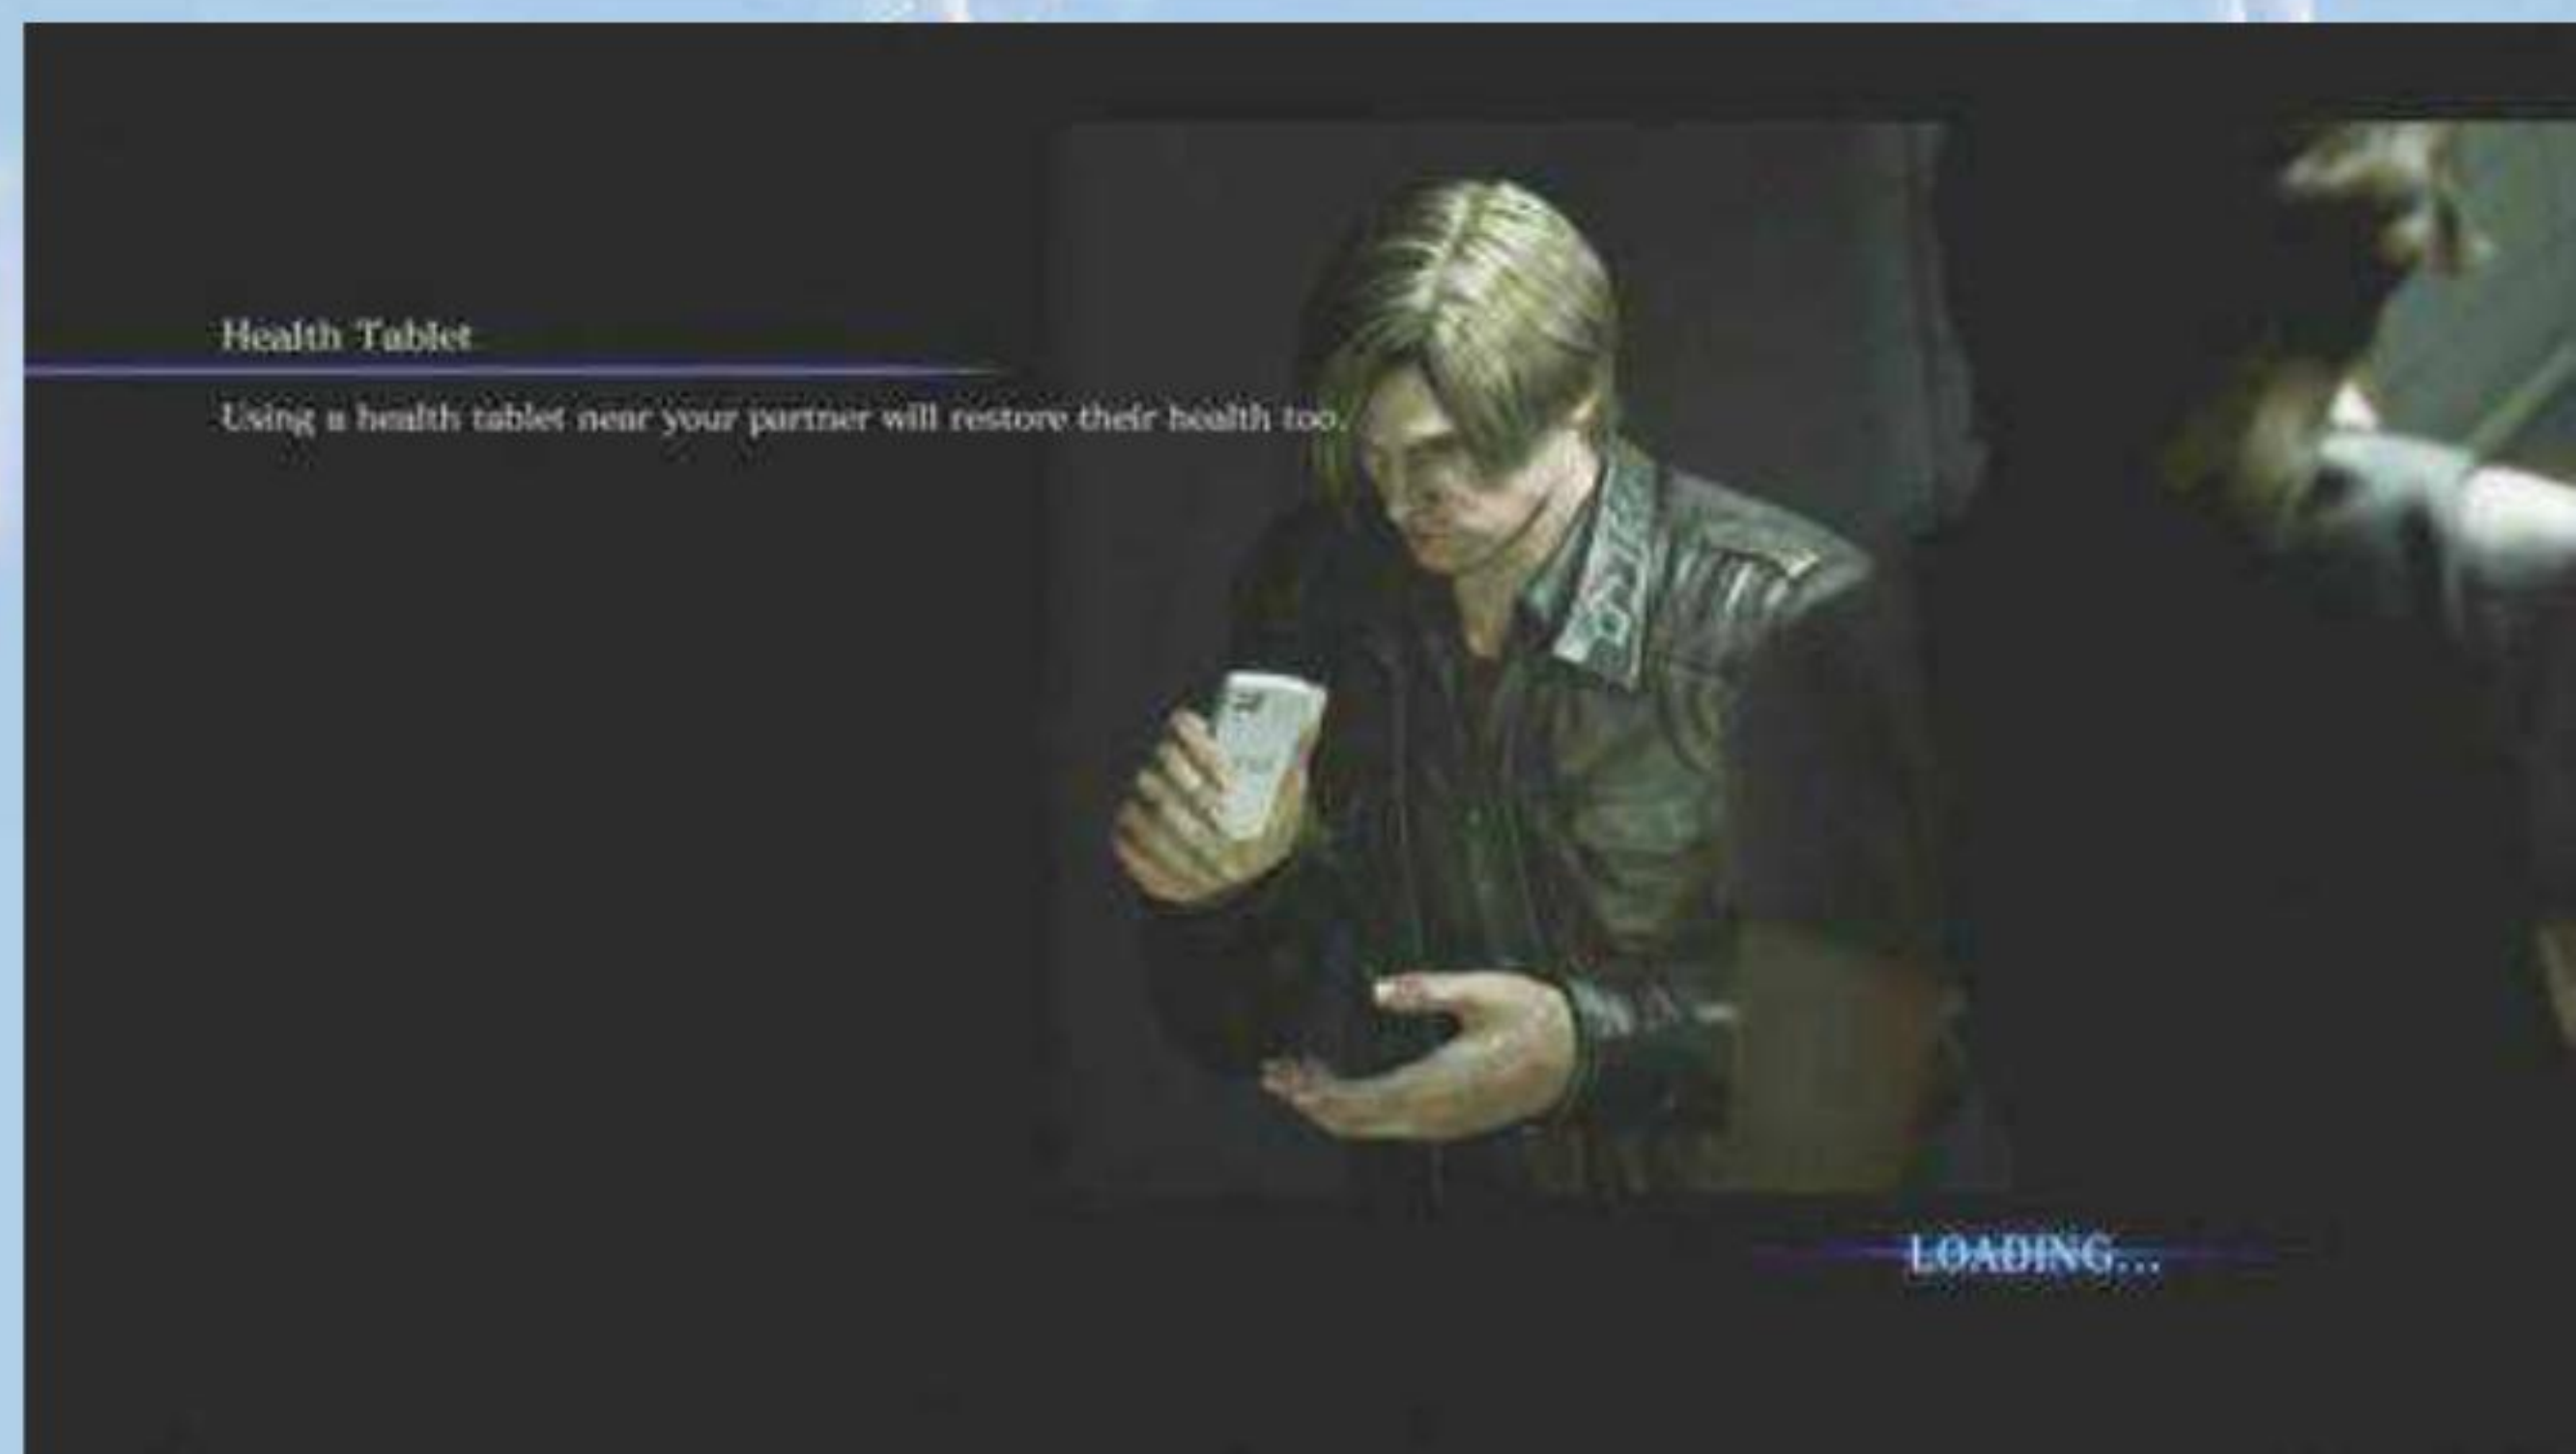 Health Tablet
Using a health tablet near your partner will restore their health too.
LOADING...